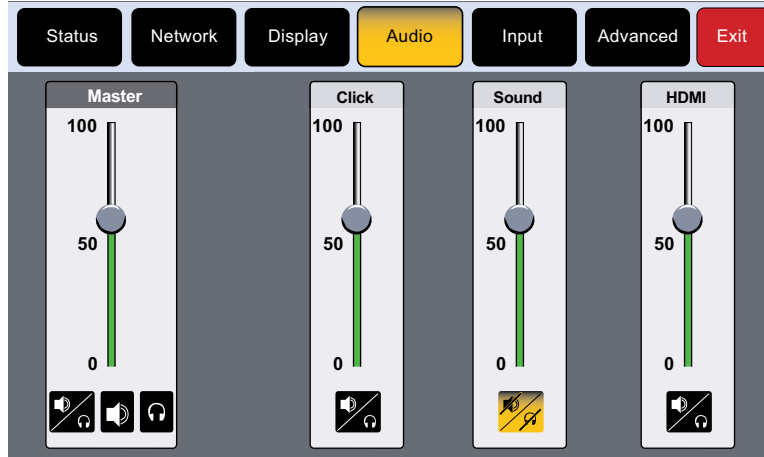 Status Network Display Audio Input Advanced Exit
Master Click Sound HDMI
100 100 100 100
50 50 50 50
0 0 0 0